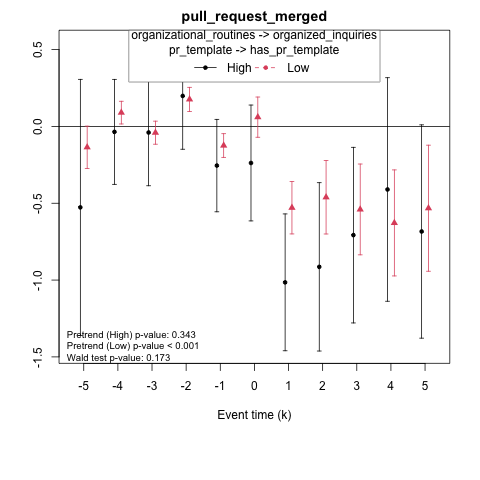 pull_request_merged
organizational_routines -> organized_inquiries
pr_template -> has_pr_template
High Low
0.5
0.0
-0.5
-1.0
-1.5
Pretrend (High) p-value: 0.343
Pretrend (Low) p-value < 0.001
Wald test p-value: 0.173
-5 -4 -3 -2 -1 0 1 2 3 4 5
Event time (k)